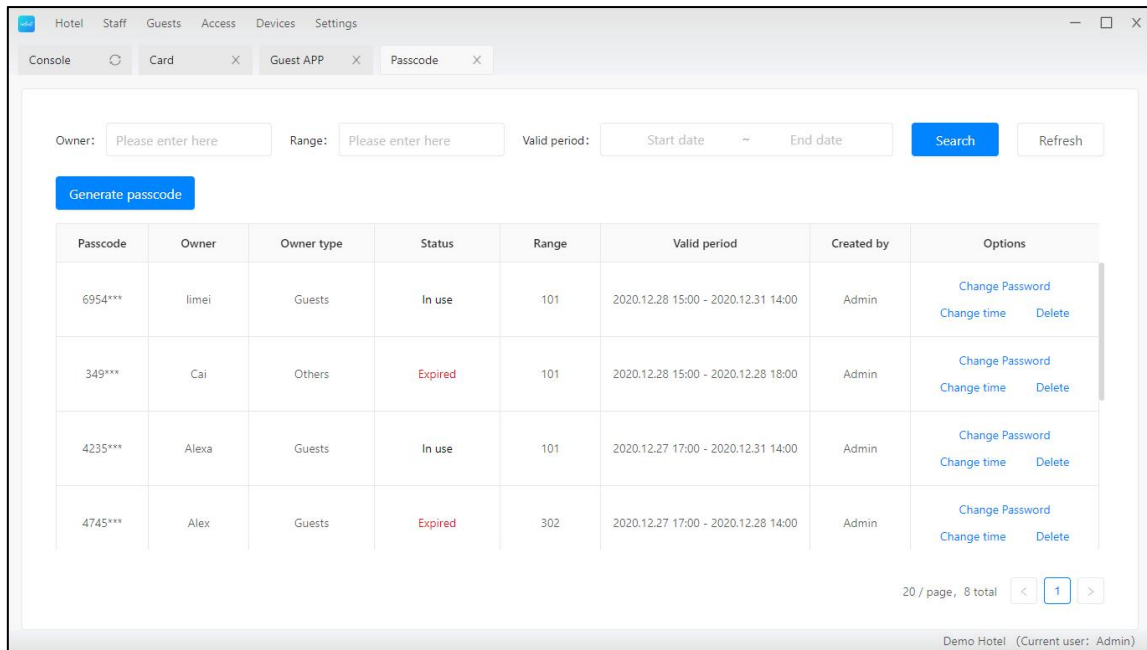 Hotel Staff Guests Access Devices Settings
Console Card Guest APP Passcode
Owner: Please enter here Range: Please enter here Valid period: Start date ~ End date Search Refresh
Generate passcode
Passcode Owner Owner type Status Range Valid period Created by Options
6954*** limei Guests In use 101 2020.12.28 15:00 - 2020.12.31 14:00 Admin Change Password
Change time Delete
349*** Cai Others Expired 101 2020.12.28 15:00 - 2020.12.28 18:00 Admin Change Password
Change time Delete
4235*** Alexa Guests In use 101 2020.12.27 17:00 - 2020.12.31 14:00 Admin Change Password
Change time Delete
4745*** Alex Guests Expired 302 2020.12.27 17:00 - 2020.12.28 14:00 Admin Change Password
Change time Delete
20 / page, 8 total < 1 >
Demo Hotel (Current user: Admin)